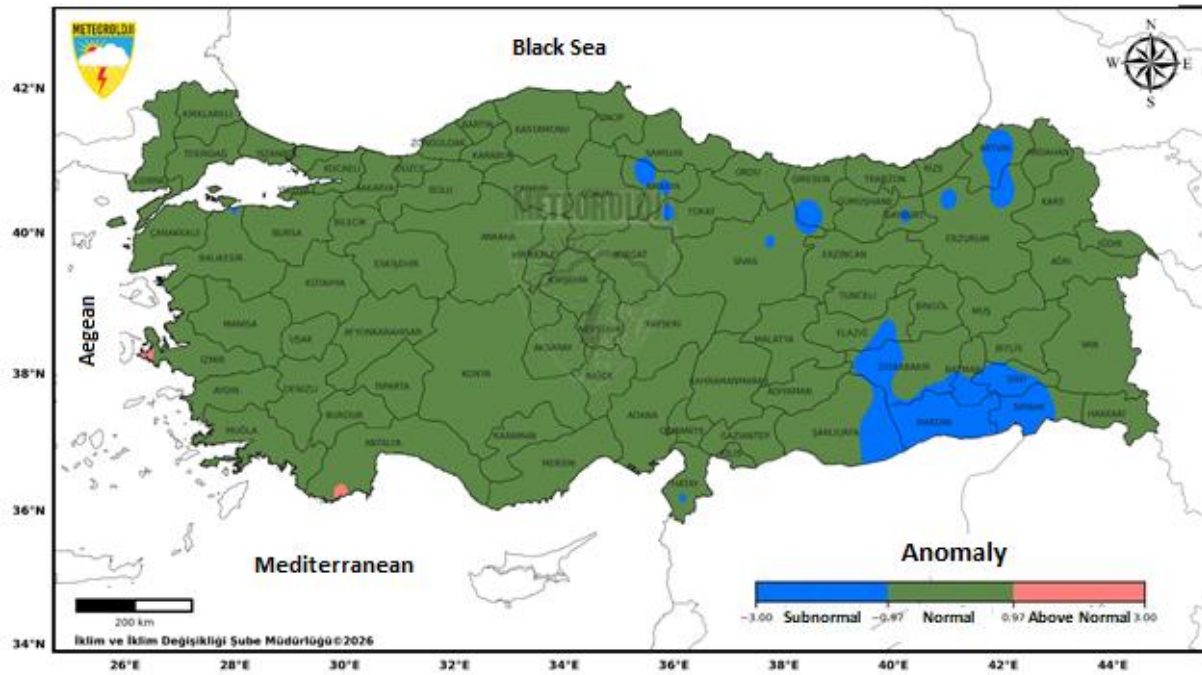 METEOROLOJİ
Black Sea
N
W E
S
42°N
40°N
38°N
36°N
34°N
KIRKLARELİ
TEKİRDAĞ
İSTANBUL
KOCAELİ
SAKARYA
DÜZCE
ZONGULDAK
BARTIN
KARABÜK
KASTAMONU
SİNOP
SAMSUN
ORDU
GİRESUN
TRABZON
RİZE
ARTVİN
ARDAHAN
ÇANAKKALE
BALIKESİR
BURSA
BİLECİK
BOLU
ÇANKIRI
ÇORUM
AMASYA
TOKAT
GÜMÜŞHANE
BAYBURT
ERZURUM
KARS
IĞDIR
METEOROLOJİ
KÜTAHYA
ESKİŞEHİR
ANKARA
KIRIKKALE
YOZGAT
KIRŞEHİR
SİVAS
ERZİNCAN
TUNCELİ
BİNGÖL
MUŞ
AĞRI
Aegean
MANİSA
UŞAK
AFYONKARAHİSAR
AKSARAY
NEVŞEHİR
KAYSERİ
MALATYA
ELAZIĞ
DİYARBAKIR
BATMAN
BİTLİS
SİİRT
VAN
İZMİR
AYDIN
DENİZLİ
ISPARTA
KONYA
NİĞDE
KAHRAMANMARAŞ
ADIYAMAN
MUĞLA
BURDUR
ANTALYA
KARAMAN
MERSİN
ADANA
OSMANİYE
GAZİANTEP
KİLİS
ŞANLIURFA
MARDİN
ŞIRNAK
HAKKARİ
HATAY
Mediterranean
Anomaly
−3.00 Subnormal −0.97 Normal 0.97 Above Normal 3.00
200 km
İklim ve İklim Değişikliği Şube Müdürlüğü©2026
26°E 28°E 30°E 32°E 34°E 36°E 38°E 40°E 42°E 44°E